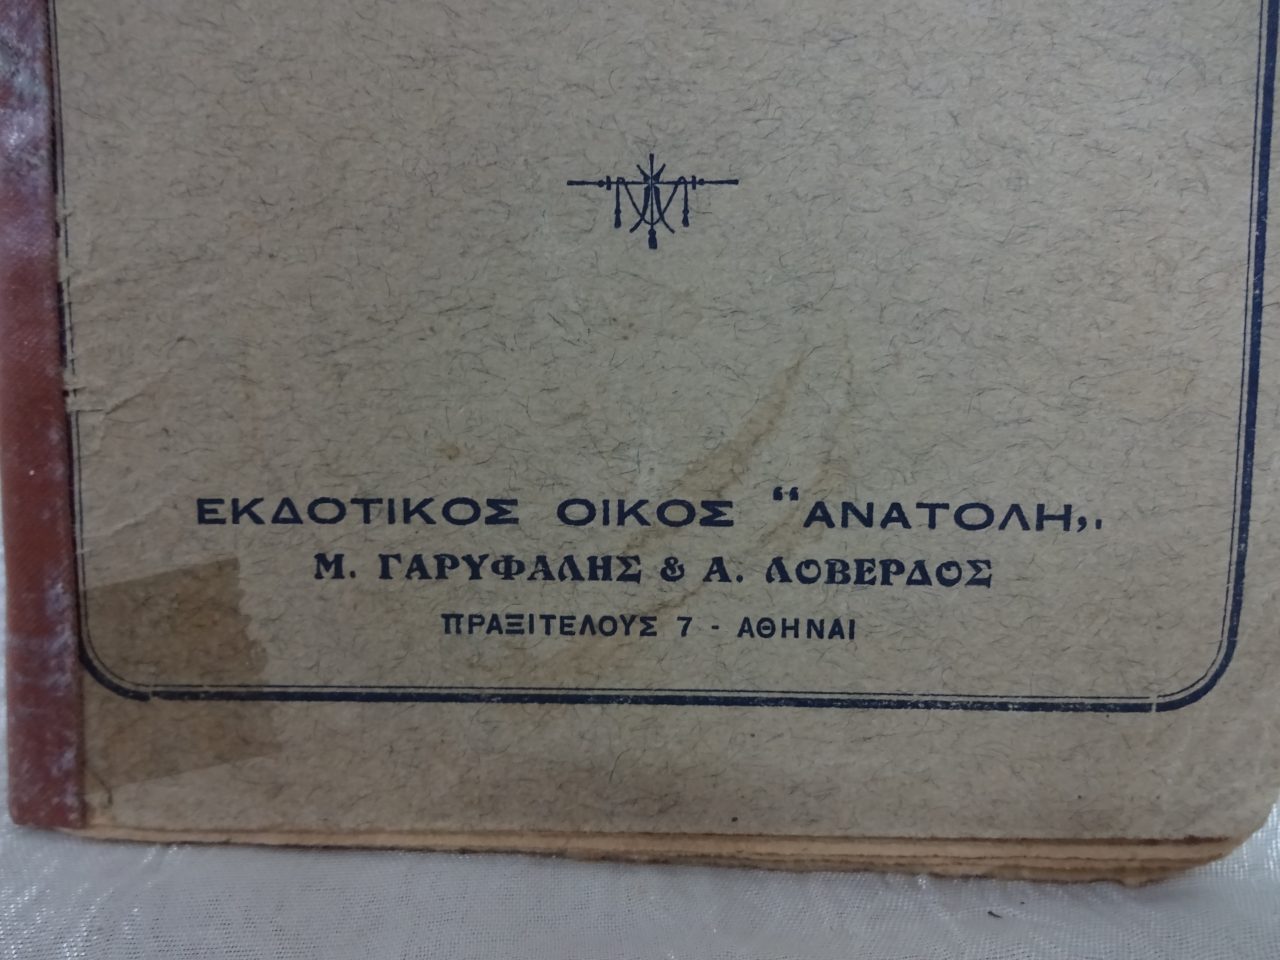 ΕΚΔΟΤΙΚΟΣ ΟΙΚΟΣ “ΑΝΑΤΟΛΗ„.
Μ. ΓΑΡΥΦΑΛΗΣ & Α. ΛΟΒΕΡΔΟΣ
ΠΡΑΞΙΤΕΛΟΥΣ 7 - ΑΘΗΝΑΙ